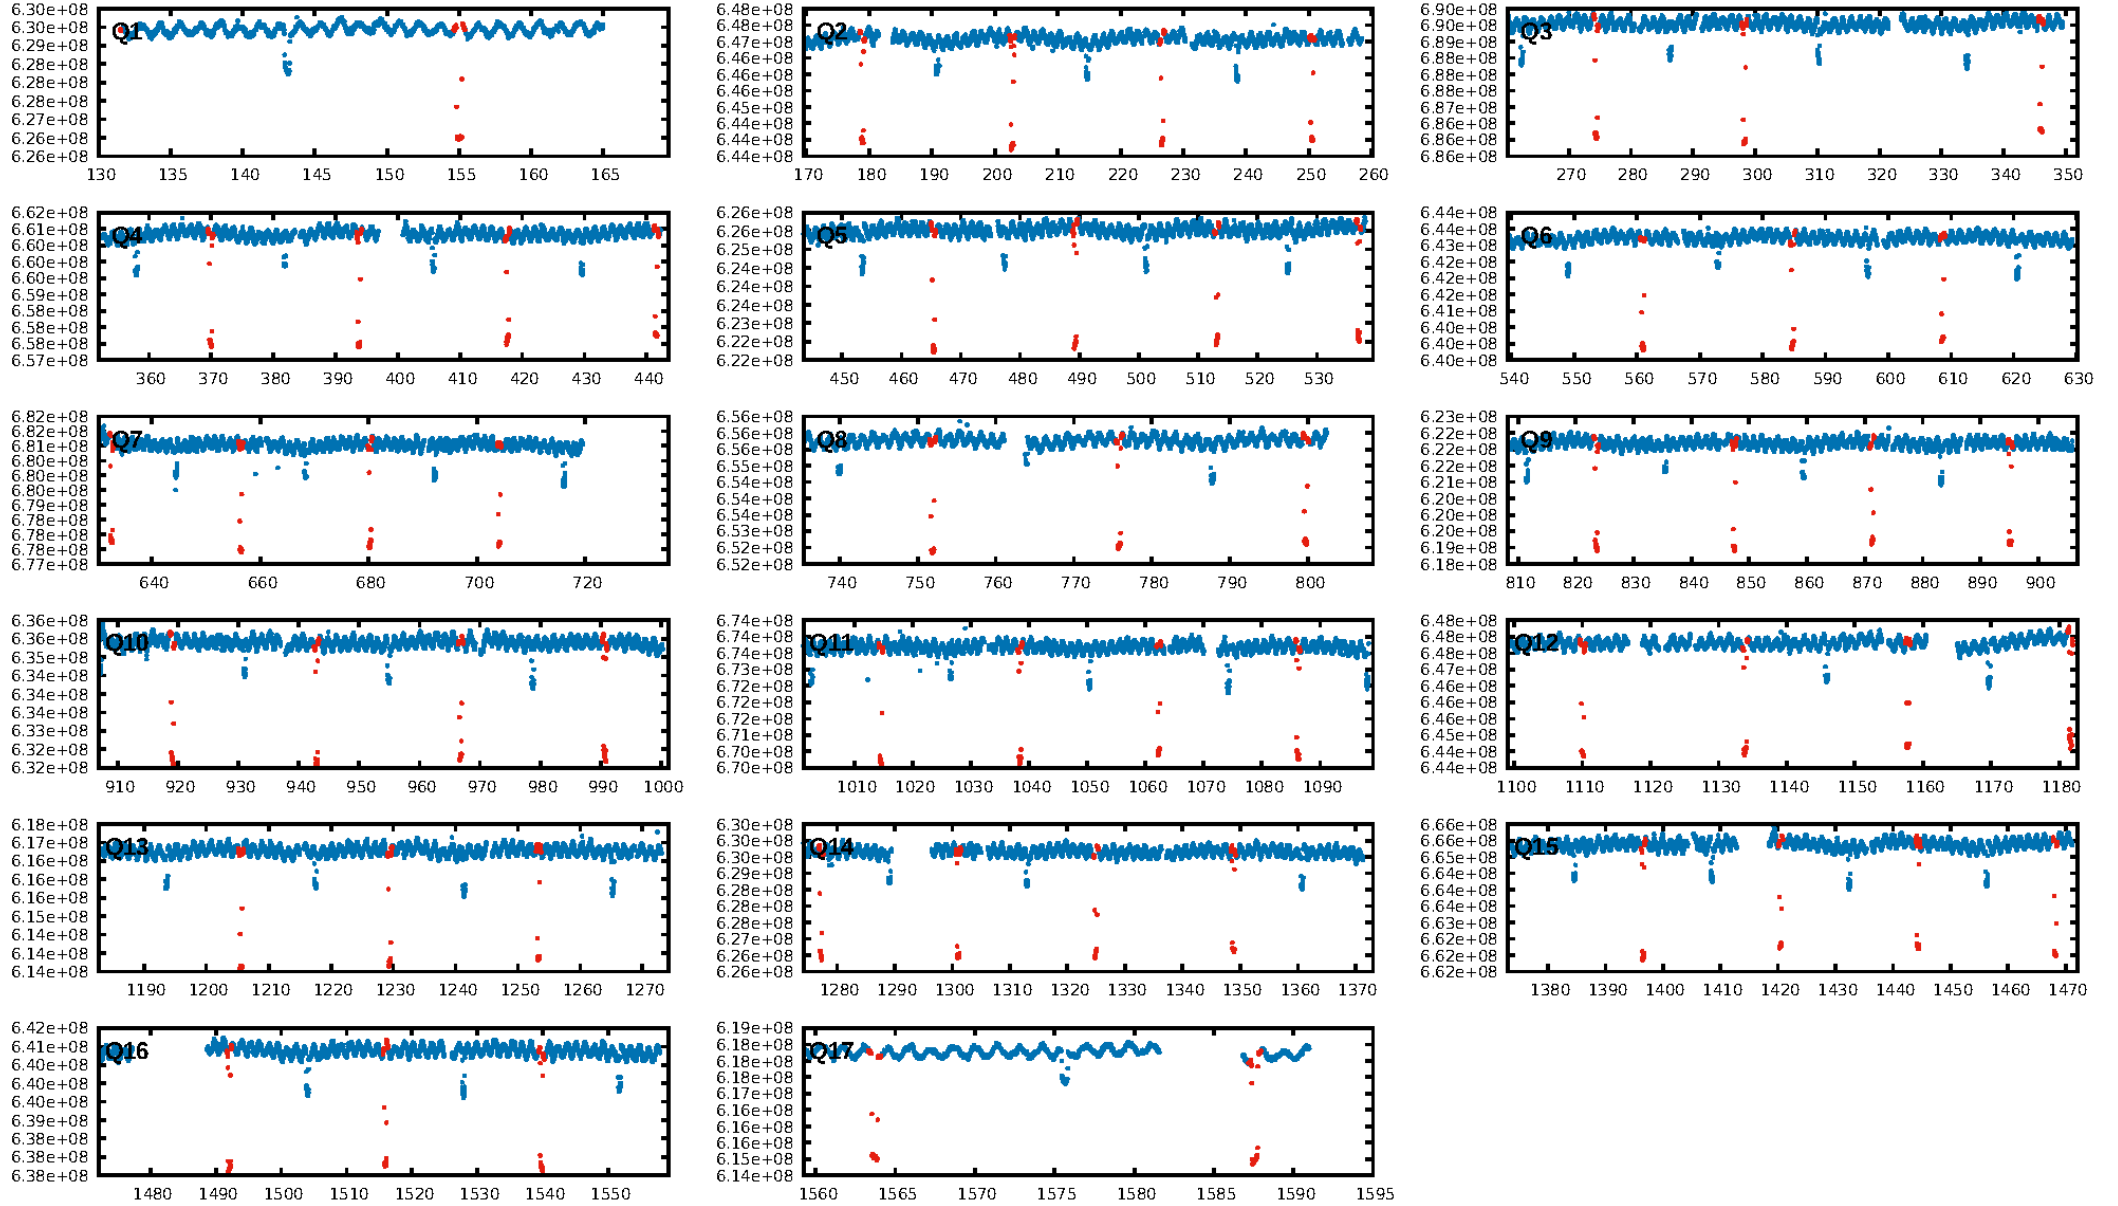 6.30e+08
6.30e+08
Q1
6.29e+08
6.28e+08
6.28e+08
6.28e+08
6.27e+08
6.26e+08
6.26e+08
130 135 140 145 150 155 160 165
6.48e+08
6.48e+08
Q2
6.47e+08
6.46e+08
6.46e+08
6.46e+08
6.45e+08
6.44e+08
6.44e+08
6.44e+08
170 180 190 200 210 220 230 240 250 260
6.90e+08
6.90e+08
Q3
6.89e+08
6.88e+08
6.88e+08
6.88e+08
6.87e+08
6.86e+08
6.86e+08
6.86e+08
270 280 290 300 310 320 330 340 350
6.62e+08
6.61e+08
Q4
6.60e+08
6.60e+08
6.60e+08
6.59e+08
6.58e+08
6.58e+08
6.58e+08
6.57e+08
360 370 380 390 400 410 420 430 440
6.26e+08
6.26e+08
Q5
6.25e+08
6.24e+08
6.24e+08
6.24e+08
6.23e+08
6.22e+08
6.22e+08
450 460 470 480 490 500 510 520 530
6.44e+08
6.44e+08
Q6
6.43e+08
6.42e+08
6.42e+08
6.42e+08
6.41e+08
6.40e+08
6.40e+08
6.40e+08
540 550 560 570 580 590 600 610 620 630
6.82e+08
6.82e+08
Q7
6.81e+08
6.80e+08
6.80e+08
6.80e+08
6.79e+08
6.78e+08
6.78e+08
6.78e+08
6.77e+08
640 660 680 700 720
6.56e+08
6.56e+08
Q8
6.56e+08
6.55e+08
6.54e+08
6.54e+08
6.54e+08
6.53e+08
6.52e+08
6.52e+08
740 750 760 770 780 790 800
6.23e+08
6.22e+08
Q9
6.22e+08
6.22e+08
6.21e+08
6.20e+08
6.20e+08
6.20e+08
6.19e+08
6.18e+08
810 820 830 840 850 860 870 880 890 900
6.36e+08
6.36e+08
Q10
6.35e+08
6.34e+08
6.34e+08
6.34e+08
6.33e+08
6.32e+08
6.32e+08
910 920 930 940 950 960 970 980 990 1000
6.74e+08
6.74e+08
Q11
6.74e+08
6.73e+08
6.72e+08
6.72e+08
6.72e+08
6.71e+08
6.70e+08
6.70e+08
1010 1020 1030 1040 1050 1060 1070 1080 1090
6.48e+08
6.48e+08
Q12
6.47e+08
6.46e+08
6.46e+08
6.46e+08
6.45e+08
6.44e+08
6.44e+08
1100 1110 1120 1130 1140 1150 1160 1170 1180
6.18e+08
6.17e+08
Q13
6.16e+08
6.16e+08
6.16e+08
6.15e+08
6.14e+08
6.14e+08
6.14e+08
1190 1200 1210 1220 1230 1240 1250 1260 1270
6.30e+08
6.30e+08
Q14
6.30e+08
6.29e+08
6.28e+08
6.28e+08
6.28e+08
6.27e+08
6.26e+08
6.26e+08
1280 1290 1300 1310 1320 1330 1340 1350 1360 1370
6.66e+08
6.66e+08
Q15
6.65e+08
6.64e+08
6.64e+08
6.64e+08
6.63e+08
6.62e+08
6.62e+08
6.62e+08
1380 1390 1400 1410 1420 1430 1440 1450 1460 1470
6.42e+08
6.41e+08
Q16
6.40e+08
6.40e+08
6.40e+08
6.39e+08
6.38e+08
6.38e+08
6.38e+08
1480 1490 1500 1510 1520 1530 1540 1550
6.19e+08
6.18e+08
Q17
6.18e+08
6.18e+08
6.17e+08
6.16e+08
6.16e+08
6.16e+08
6.15e+08
6.14e+08
1560 1565 1570 1575 1580 1585 1590 1595